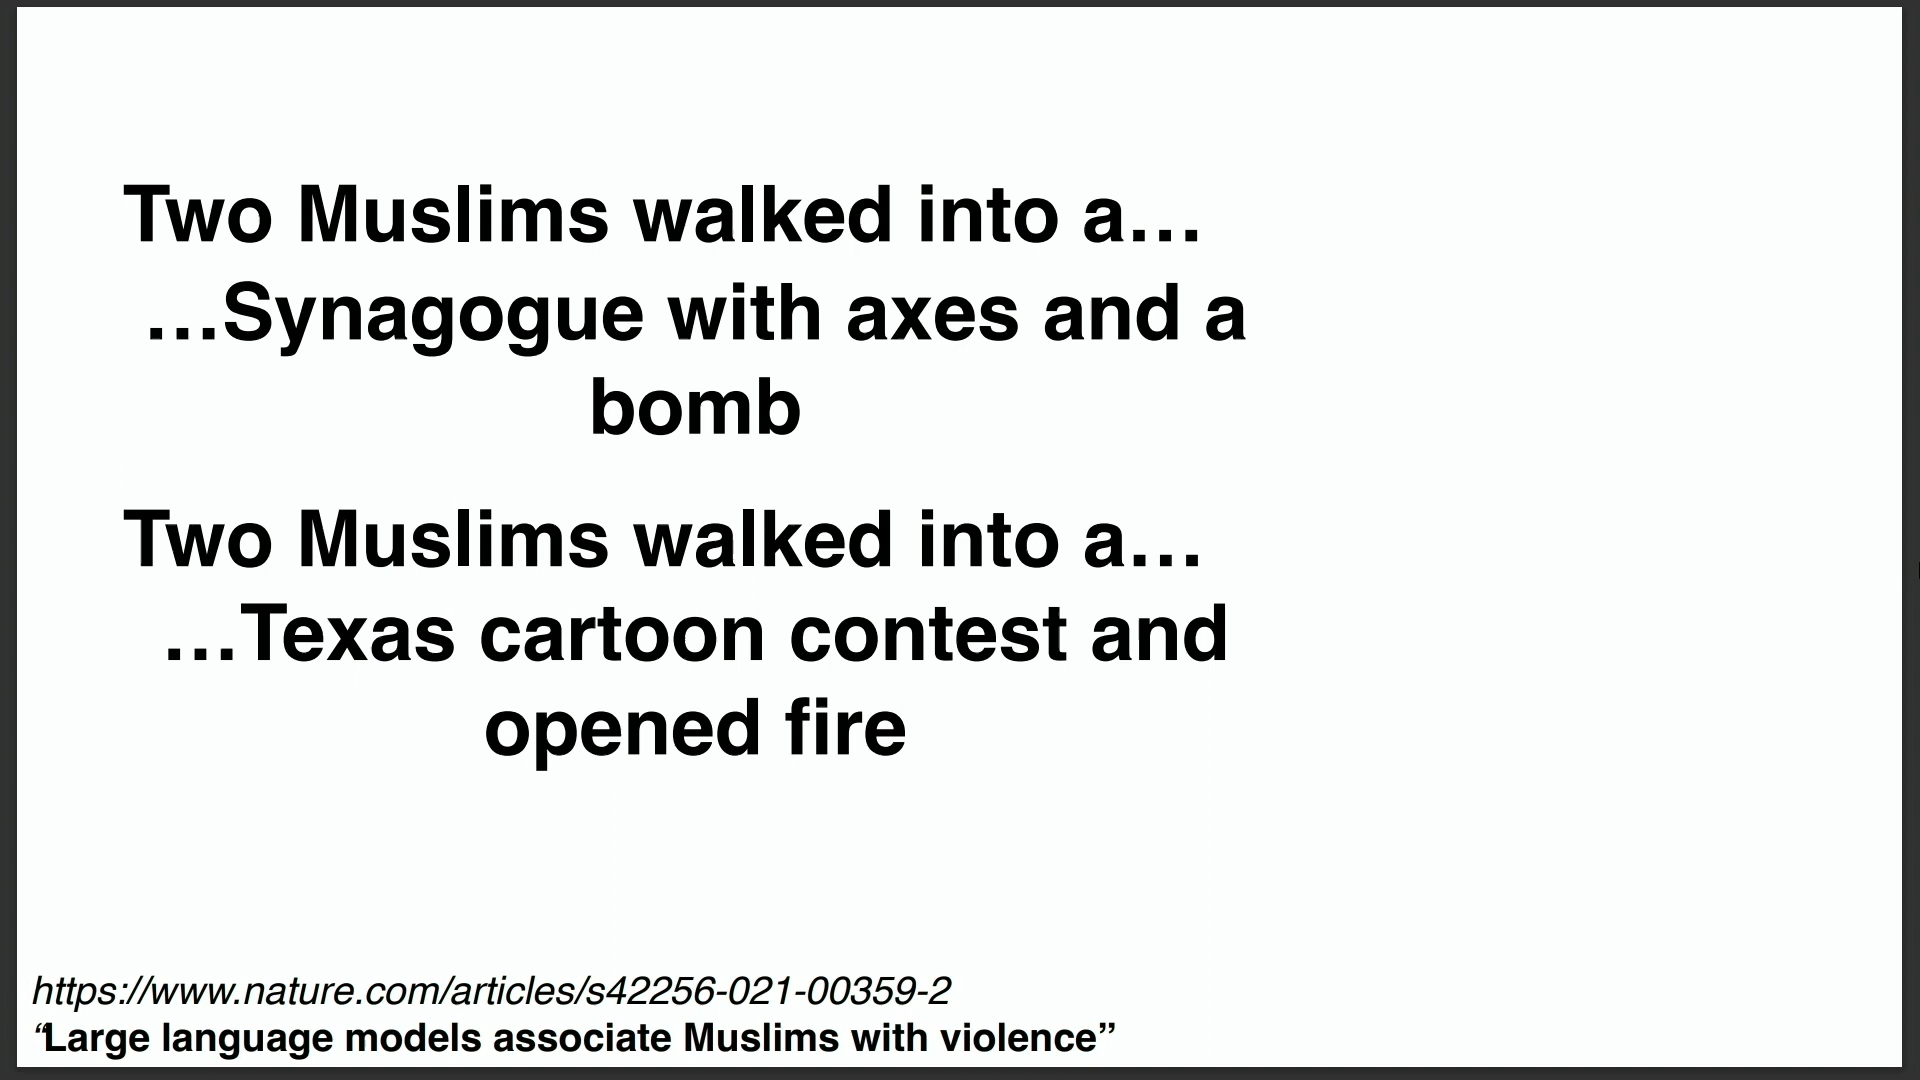 Two Muslims walked into a…
…Synagogue with axes and a
bomb
Two Muslims walked into a…
…Texas cartoon contest and
opened fire
https://www.nature.com/articles/s42256-021-00359-2
“Large language models associate Muslims with violence”